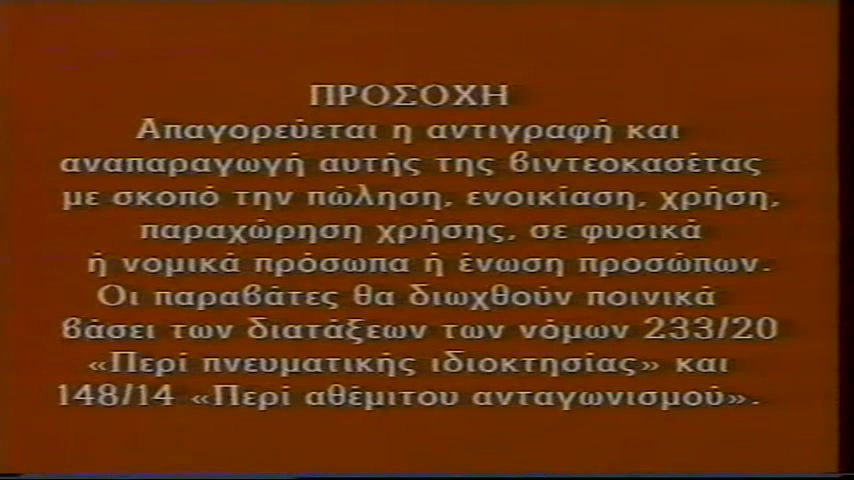 ΠΡΟΣΟΧΗ
Απαγορεύεται η αντιγραφή και
αναπαραγωγή αυτής της βιντεοκασέτας
με σκοπό την πώληση, ενοικίαση, χρήση,
παραχώρηση χρήσης, σε φυσικά
ή νομικά πρόσωπα ή ένωση προσώπων.
Οι παραβάτες θα διωχθούν ποινικά
βάσει των διατάξεων των νόμων 233/20
«Περί πνευματικής ιδιοκτησίας» και
148/14 «Περί αθέμιτου ανταγωνισμού».